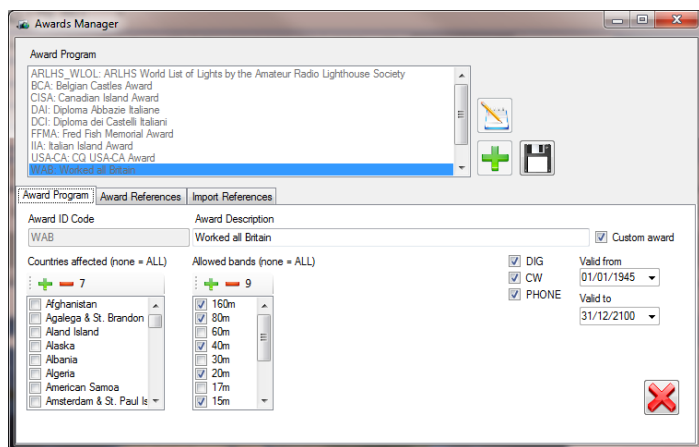 Awards Manager
Award Program
ARLHS_WLOL: ARLHS World List of Lights by the Amateur Radio Lighthouse Society
BCA: Belgian Castles Award
CISA: Canadian Island Award
DAI: Diploma Abbazie Italiane
DCI: Diploma dei Castelli Italiani
FFMA: Fred Fish Memorial Award
IIA: Italian Island Award
USA-CA: CQ USA-CA Award
WAB: Worked all Britain
Award Program Award References Import References
Award ID Code Award Description
WAB Worked all Britain Custom award
Countries affected (none = ALL) Allowed bands (none = ALL) DIG Valid from
7 9 CW 01/01/1945
Afghanistan 160m PHONE Valid to
Agalega & St. Brandon 80m 31/12/2100
Aland Island 60m
Alaska 40m
Albania 30m
Algeria 20m
American Samoa 17m
Amsterdam & St. Paul Is 15m